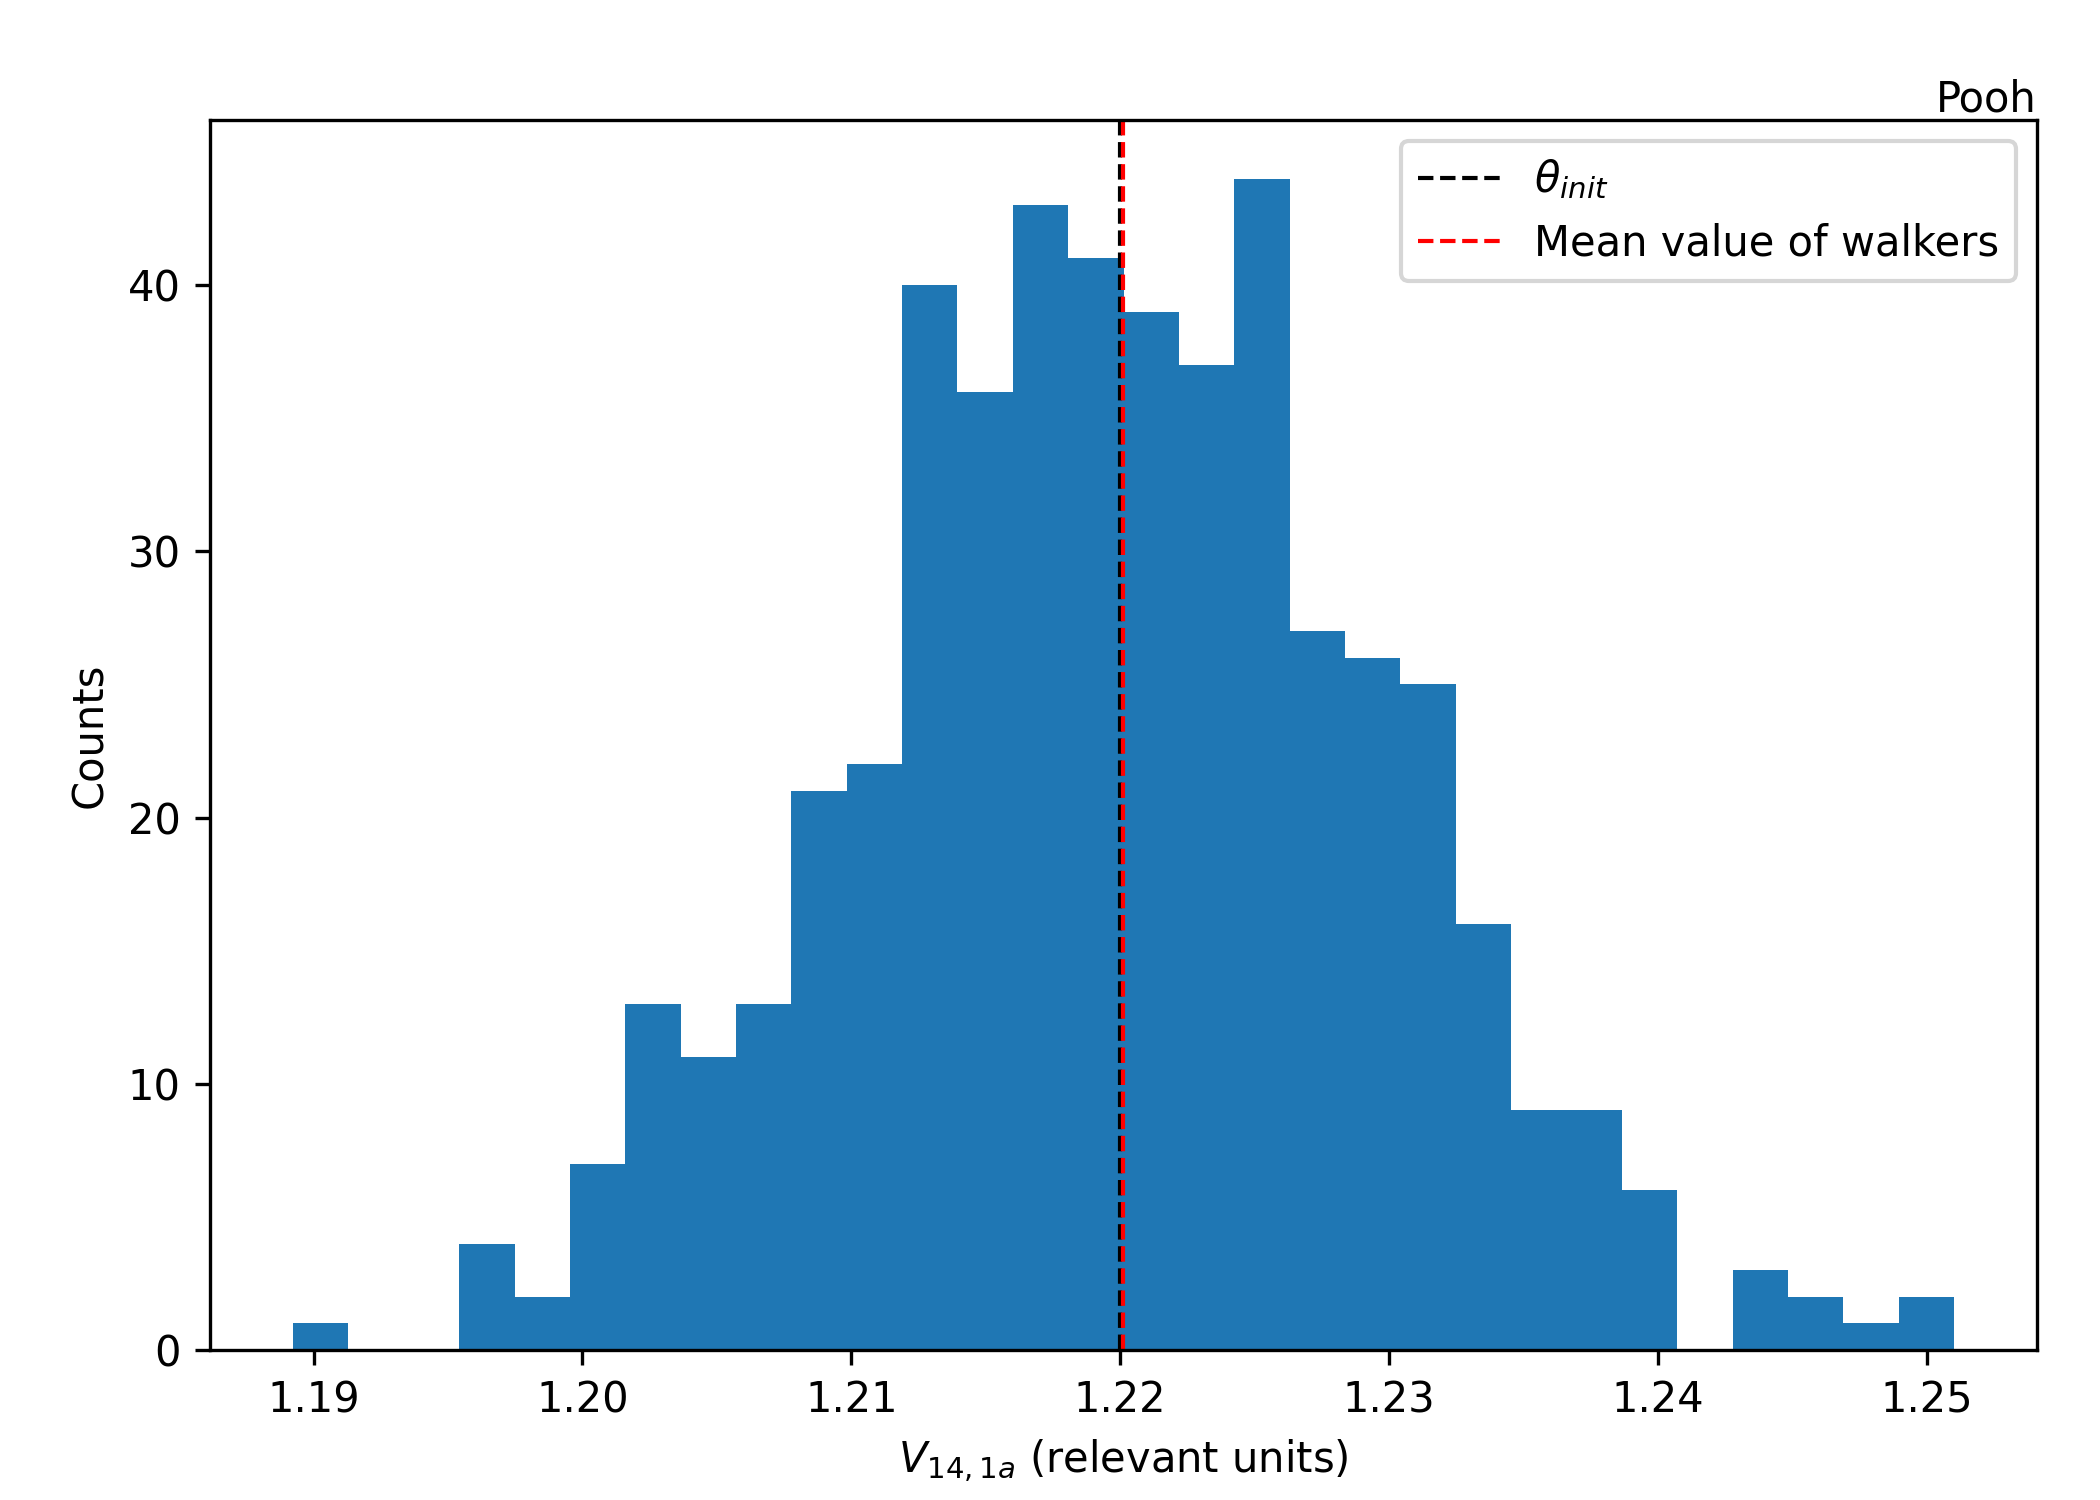 Pooh
θinit
Mean value of walkers
40
30
20
10
0
Counts
1.19 1.20 1.21 1.22 1.23 1.24 1.25
V14, 1a (relevant units)